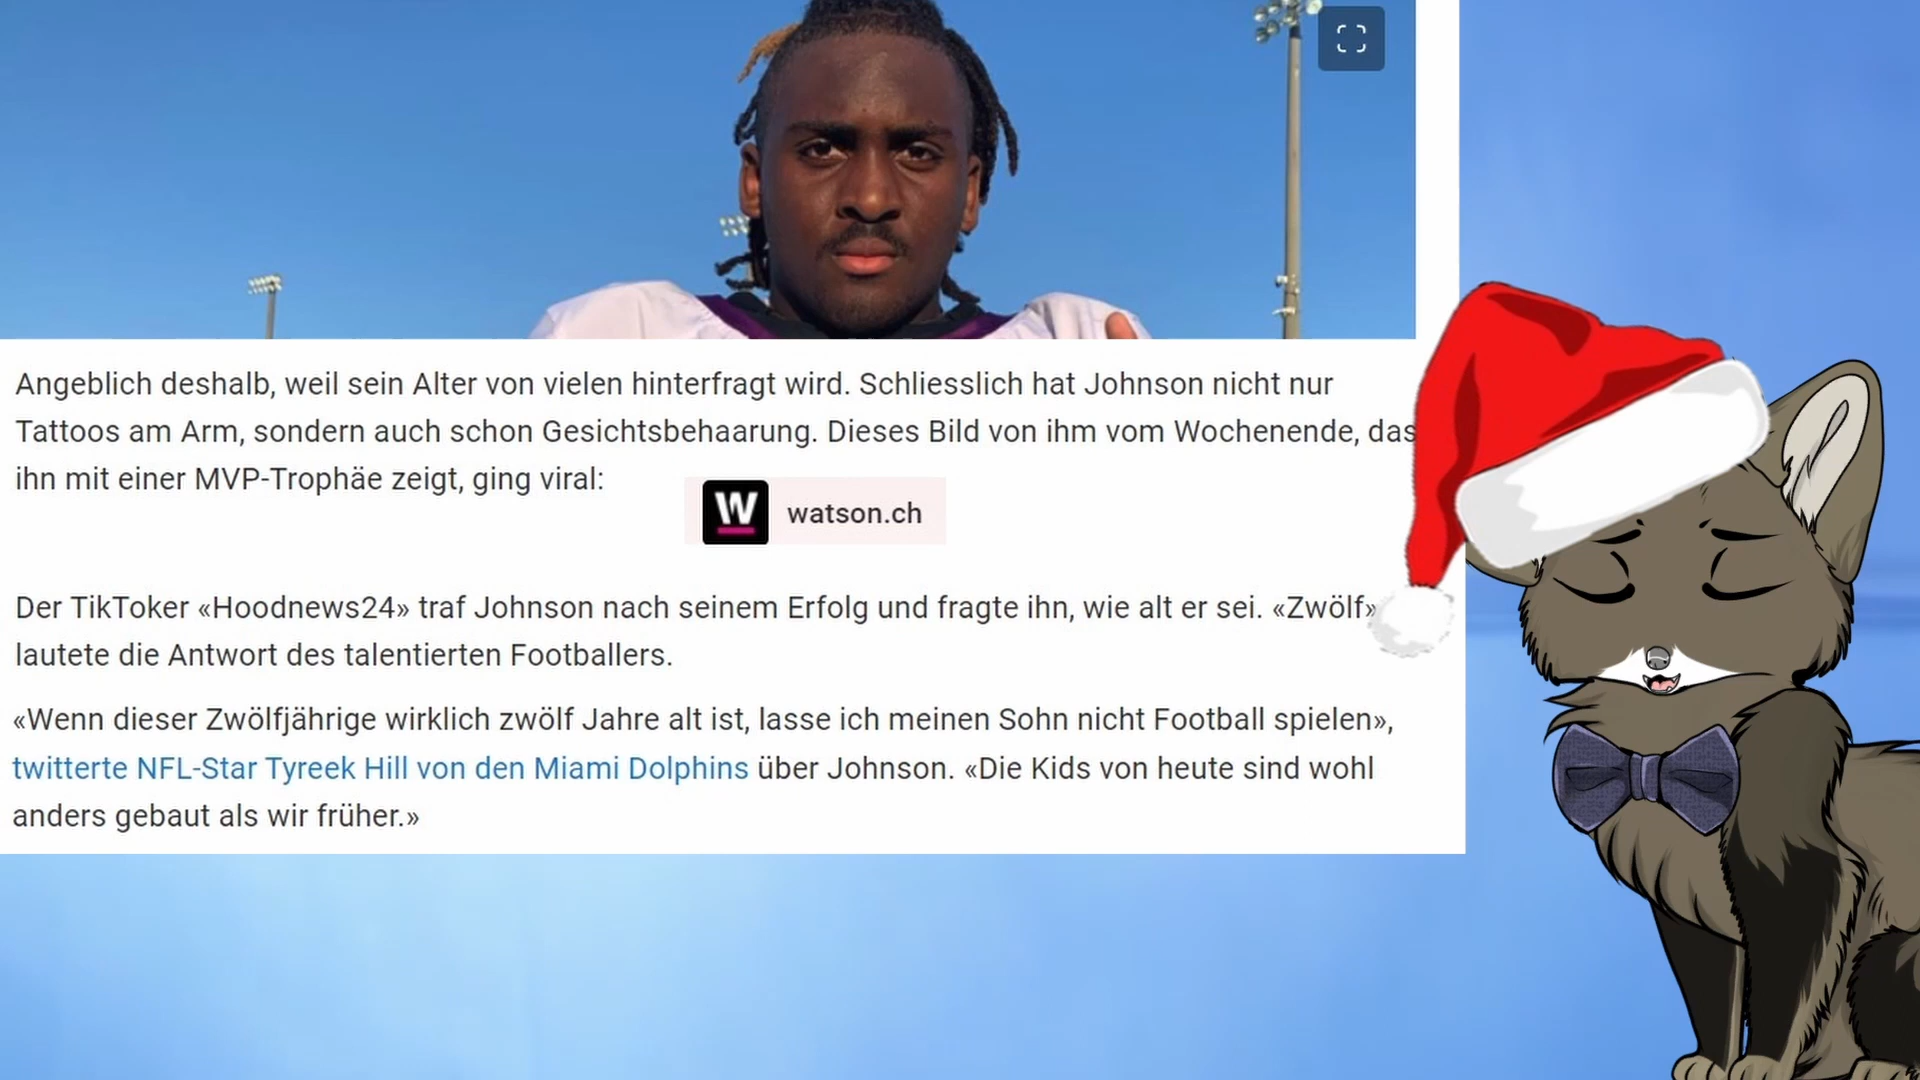 Angeblich deshalb, weil sein Alter von vielen hinterfragt wird. Schliesslich hat Johnson nicht nur
Tattoos am Arm, sondern auch schon Gesichtsbehaarung. Dieses Bild von ihm vom Wochenende, das
ihn mit einer MVP-Trophäe zeigt, ging viral:
W watson.ch
Der TikToker «Hoodnews24» traf Johnson nach seinem Erfolg und fragte ihn, wie alt er sei. «Zwölf»
lautete die Antwort des talentierten Footballers.
«Wenn dieser Zwölfjährige wirklich zwölf Jahre alt ist, lasse ich meinen Sohn nicht Football spielen»,
twitterte NFL-Star Tyreek Hill von den Miami Dolphins über Johnson. «Die Kids von heute sind wohl
anders gebaut als wir früher.»